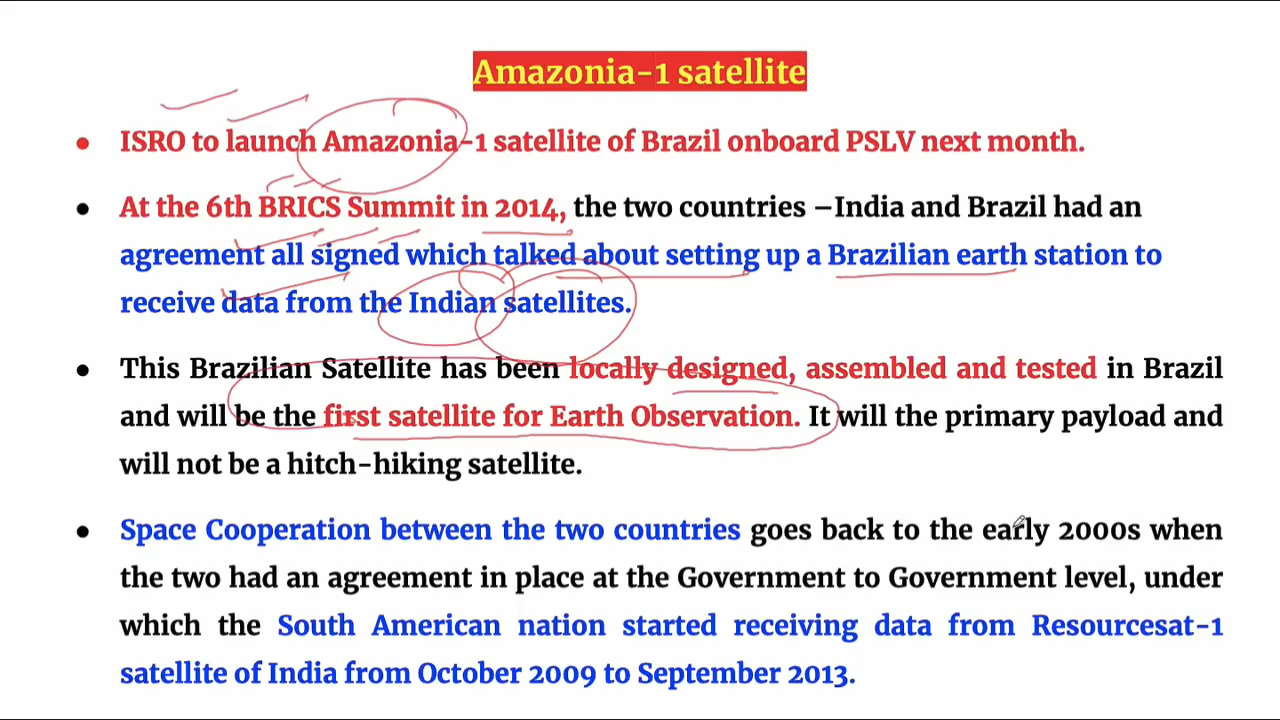 Amazonia-1 satellite
● ISRO to launch Amazonia-1 satellite of Brazil onboard PSLV next month.
● At the 6th BRICS Summit in 2014, the two countries –India and Brazil had an
agreement all signed which talked about setting up a Brazilian earth station to
receive data from the Indian satellites.
● This Brazilian Satellite has been locally designed, assembled and tested in Brazil
and will be the first satellite for Earth Observation. It will the primary payload and
will not be a hitch-hiking satellite.
● Space Cooperation between the two countries goes back to the early 2000s when
the two had an agreement in place at the Government to Government level, under
which the South American nation started receiving data from Resourcesat-1
satellite of India from October 2009 to September 2013.